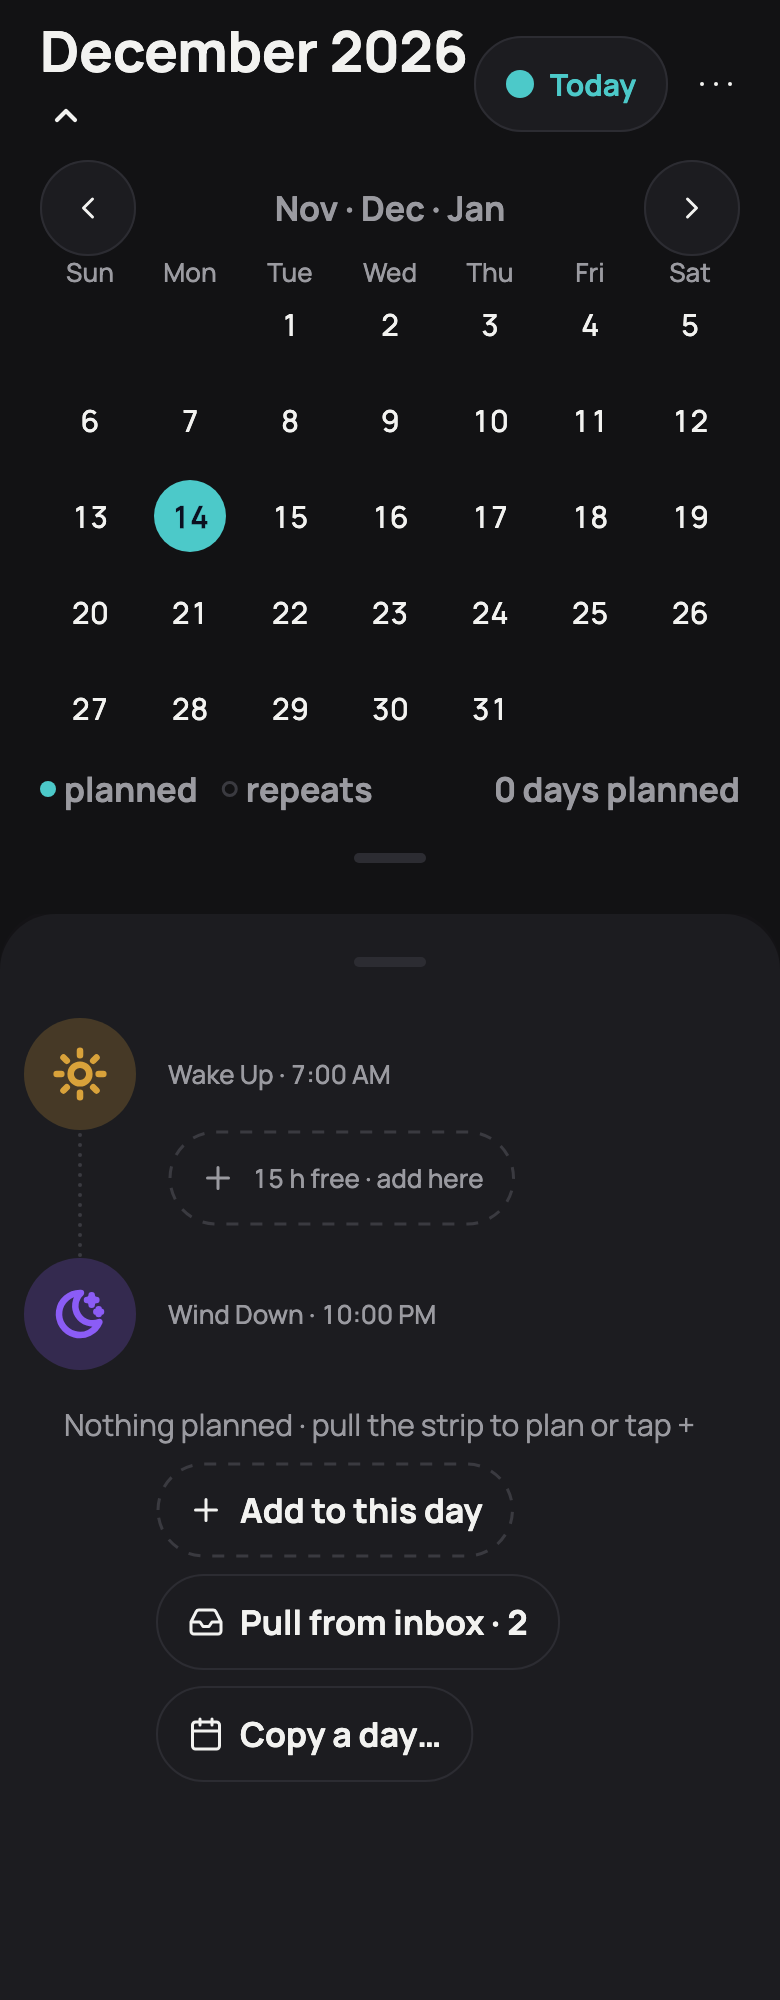 December 2026
Today
Nov · Dec · Jan
Sun Mon Tue Wed Thu Fri Sat
1 2 3 4 5
6 7 8 9 10 11 12
13 14 15 16 17 18 19
20 21 22 23 24 25 26
27 28 29 30 31
planned repeats 0 days planned
Wake Up · 7:00 AM
15 h free · add here
Wind Down · 10:00 PM
Nothing planned · pull the strip to plan or tap +
Add to this day
Pull from inbox · 2
Copy a day...